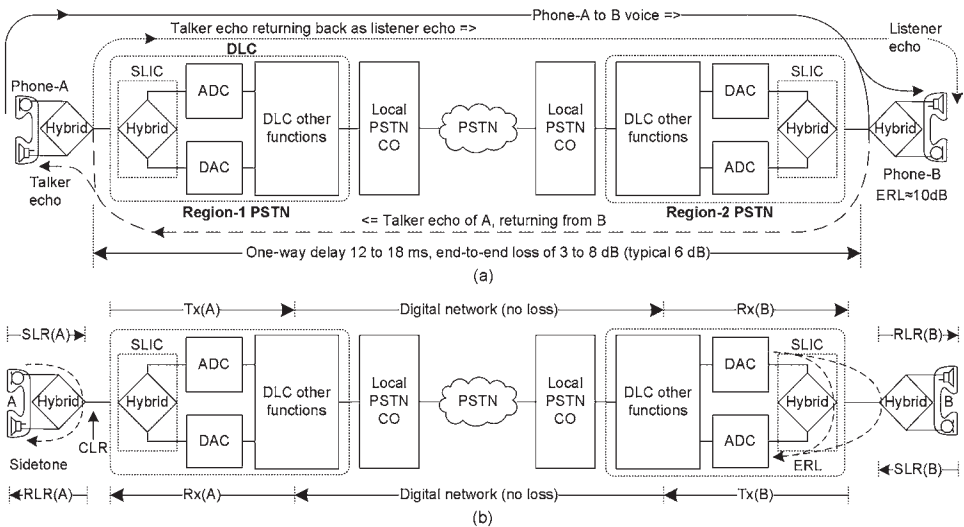 Phone-A to B voice =>
Talker echo returning back as listener echo =>
Listener
echo
DLC
SLIC
SLIC
Phone-A
ADC
DAC
Hybrid
Hybrid
DLC other
functions
Local
PSTN
CO
PSTN
Local
PSTN
CO
DLC other
functions
Hybrid
Hybrid
DAC
ADC
Talker
echo
Phone-B
ERL≈10dB
Region-1 PSTN
Region-2 PSTN
<= Talker echo of A, returning from B
One-way delay 12 to 18 ms, end-to-end loss of 3 to 8 dB (typical 6 dB)
(a)
Tx(A)
Digital network (no loss)
Rx(B)
SLR(A)
RLR(B)
SLIC
SLIC
ADC
DAC
A
Hybrid
Hybrid
DLC other
functions
Local
PSTN
CO
PSTN
Local
PSTN
CO
DLC other
functions
Hybrid
Hybrid
B
DAC
ADC
CLR
Sidetone
ERL
SLR(B)
RLR(A)
Rx(A)
Digital network (no loss)
Tx(B)
(b)